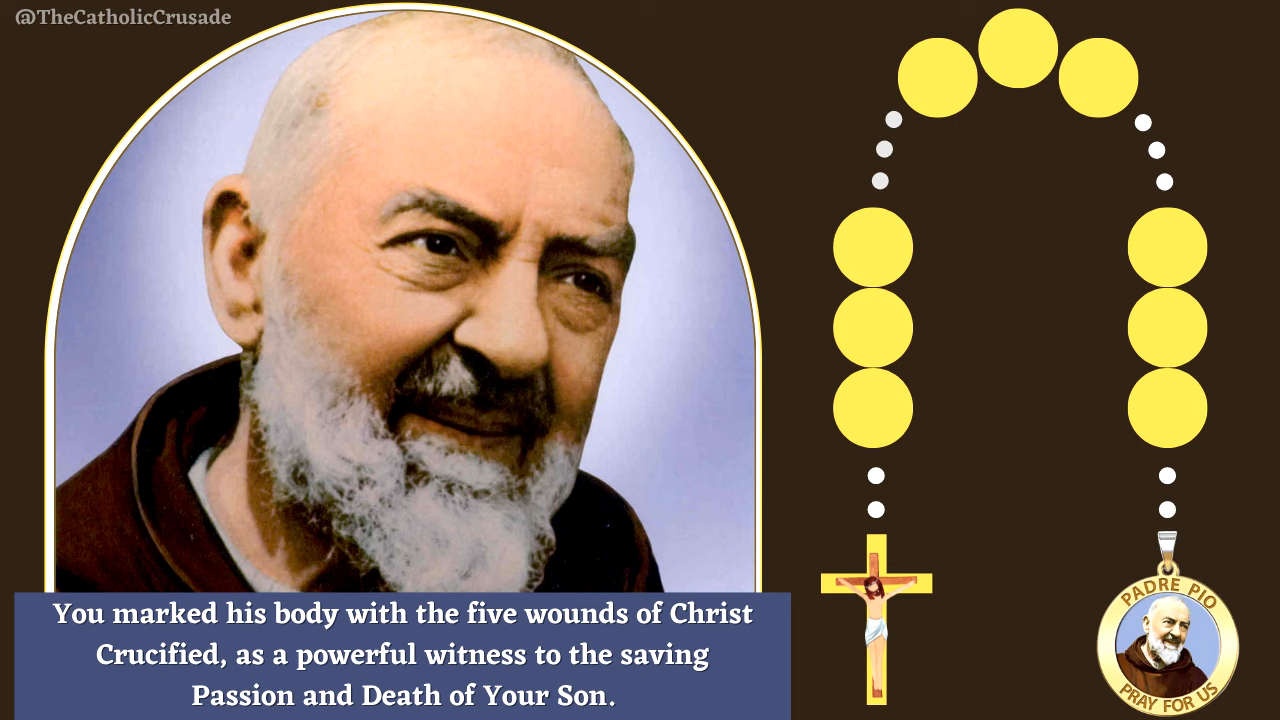 @TheCatholicCrusade
You marked his body with the five wounds of Christ
Crucified, as a powerful witness to the saving
Passion and Death of Your Son.
PADRE PIO
PRAY FOR US